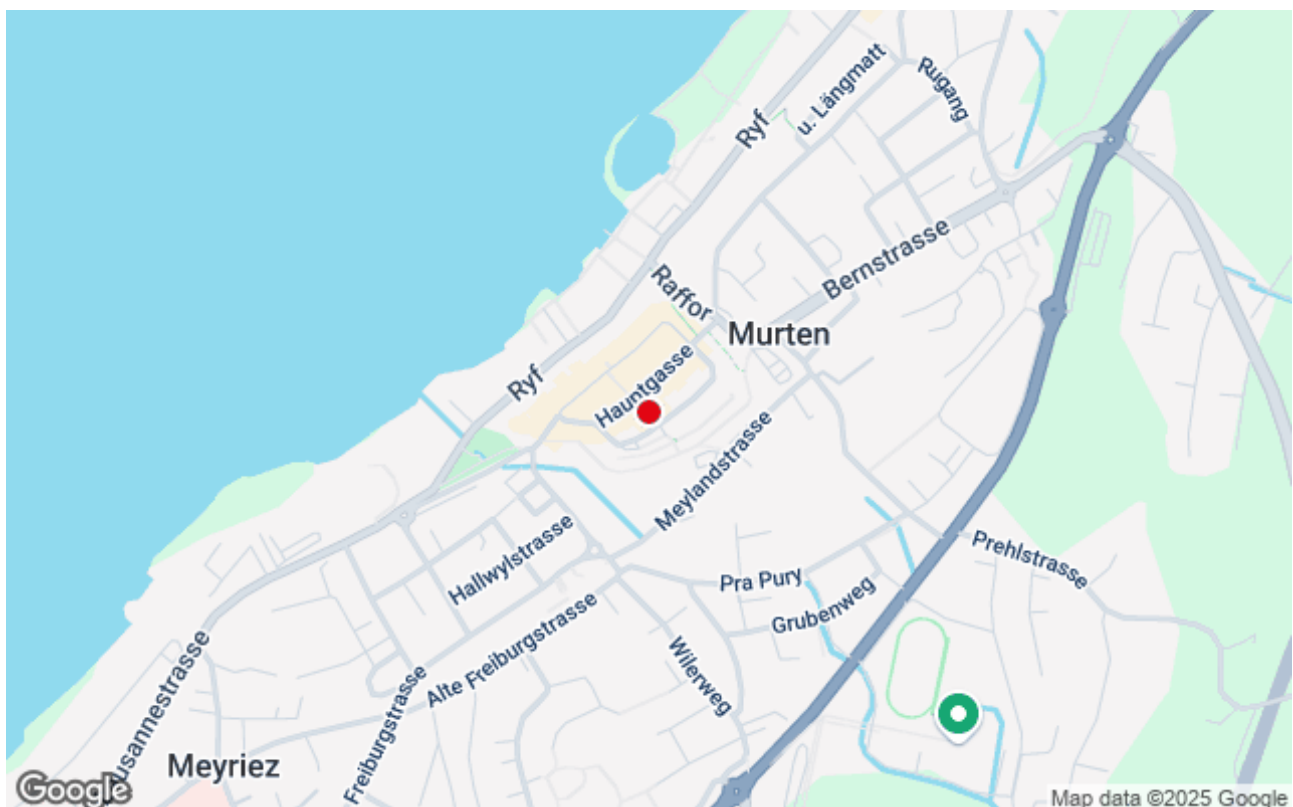 Rugang
u. Längmatt
Ryf
Bernstrasse
Raffor
Murten
Hauptgasse
Ryf
Meylandstrasse
Hallwylstrasse
Prehlstrasse
Pra Pury
Grubenweg
Alte Freiburgstrasse
Wilerweg
usannestrasse
Freiburgstrasse
Meyriez
Google
Map data ©2025 Google